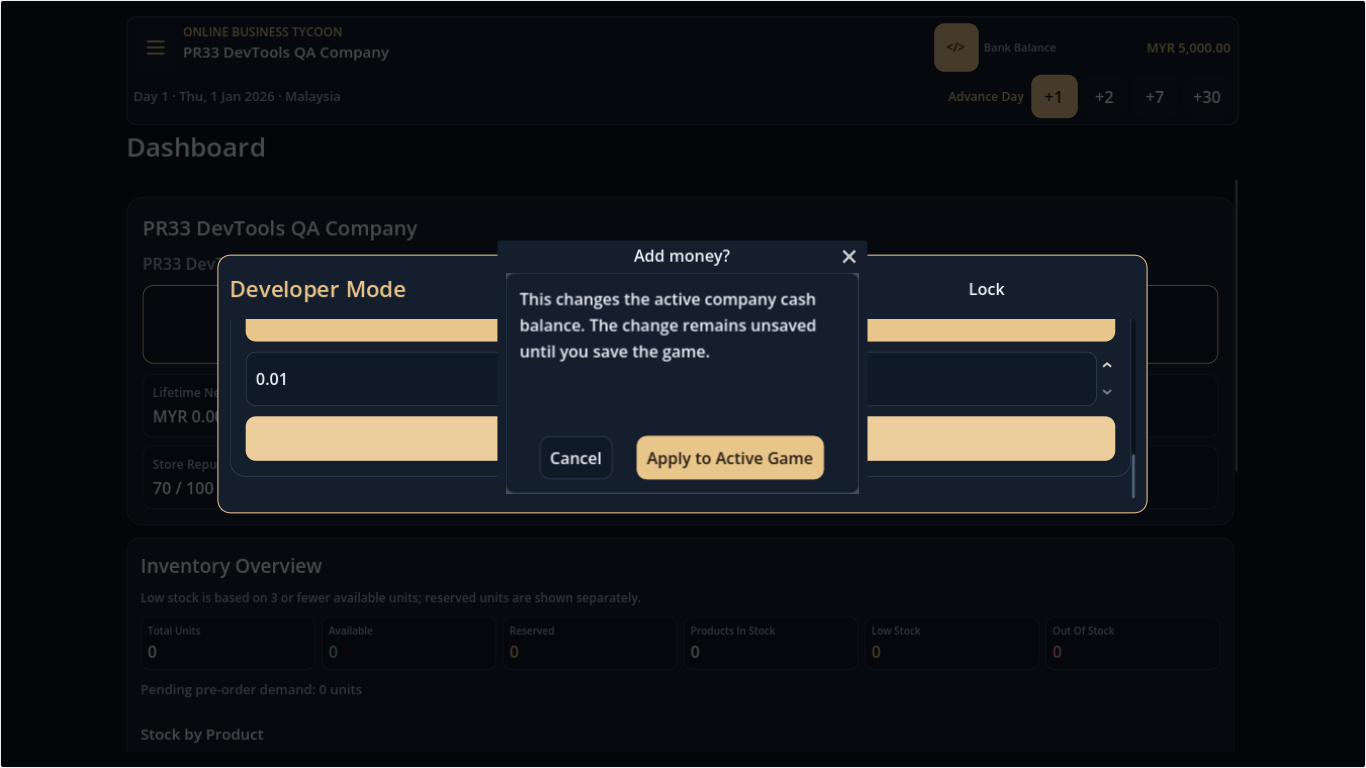 ONLINE BUSINESS TYCOON
PR33 DevTools QA Company
</> Bank Balance MYR 5,000.00
Day 1 · Thu, 1 Jan 2026 · Malaysia
Advance Day +1 +2 +7 +30
Dashboard
PR33 DevTools QA Company
PR33 Dev
Developer Mode
Lock
Add money?
This changes the active company cash
balance. The change remains unsaved
until you save the game.
0.01
Cancel
Apply to Active Game
Lifetime Ne
MYR 0.0
Store Repu
70 / 100
Inventory Overview
Low stock is based on 3 or fewer available units; reserved units are shown separately.
Total Units Available Reserved Products In Stock Low Stock Out Of Stock
0 0 0 0 0 0
Pending pre-order demand: 0 units
Stock by Product